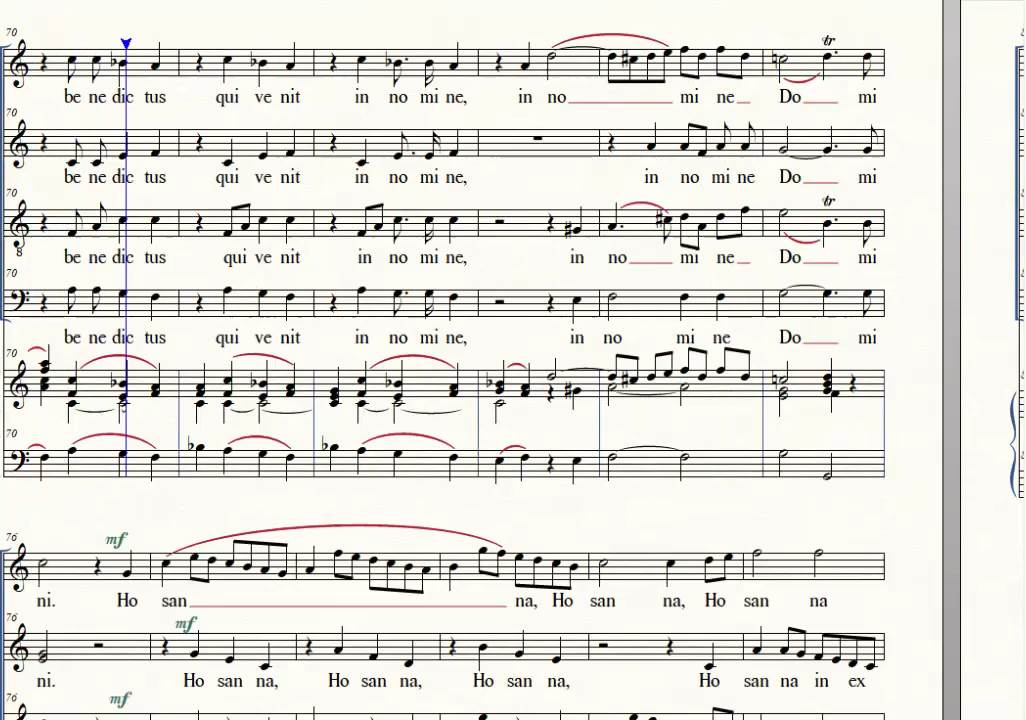 70
tr
be ne dic tus qui ve nit in no mi ne, in no mi ne Do mi
70
be ne dic tus qui ve nit in no mi ne, in no mi ne Do mi
70
tr
8
be ne dic tus qui ve nit in no mi ne, in no mi ne Do mi
70
be ne dic tus qui ve nit in no mi ne, in no mi ne Do mi
70
70
76
mf
ni. Ho san na, Ho san na, Ho san na
76
mf
ni. Ho san na, Ho san na, Ho san na, Ho san na in ex
76
mf